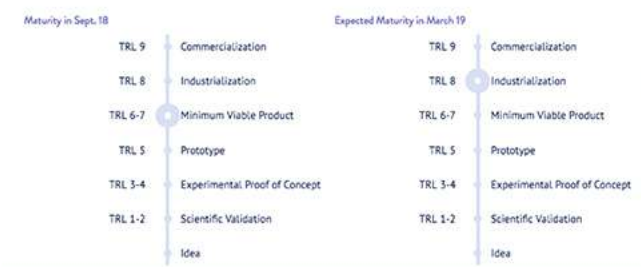 Maturity in Sept. 18
TRL 9 Commercialization
TRL 8 Industrialization
TRL 6-7 Minimum Viable Product
TRL 5 Prototype
TRL 3-4 Experimental Proof of Concept
TRL 1-2 Scientific Validation
Idea
Expected Maturity in March 19
TRL 9 Commercialization
TRL 8 Industrialization
TRL 6-7 Minimum Viable Product
TRL 5 Prototype
TRL 3-4 Experimental Proof of Concept
TRL 1-2 Scientific Validation
Idea